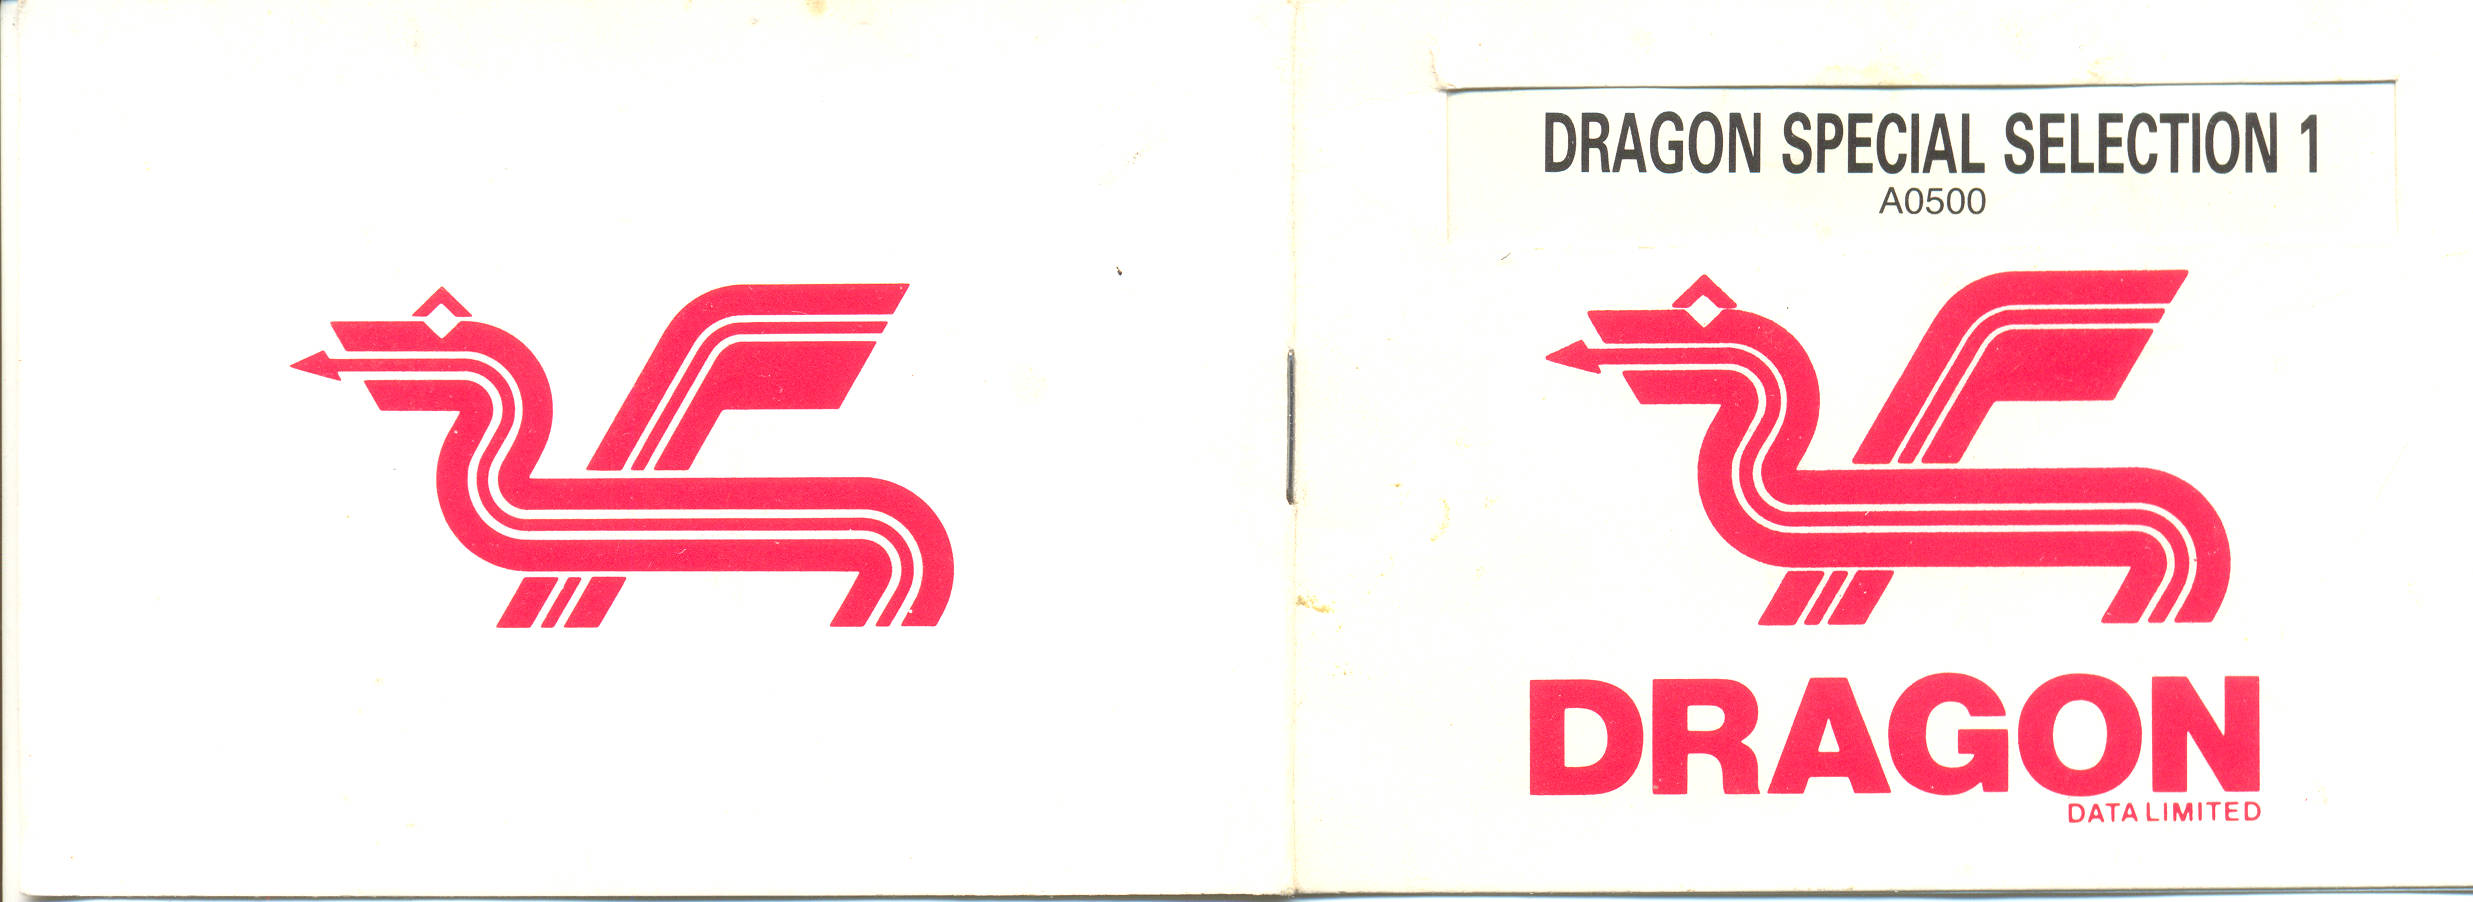 DRAGON SPECIAL SELECTION 1
A0500
DRAGON
DATA LIMITED